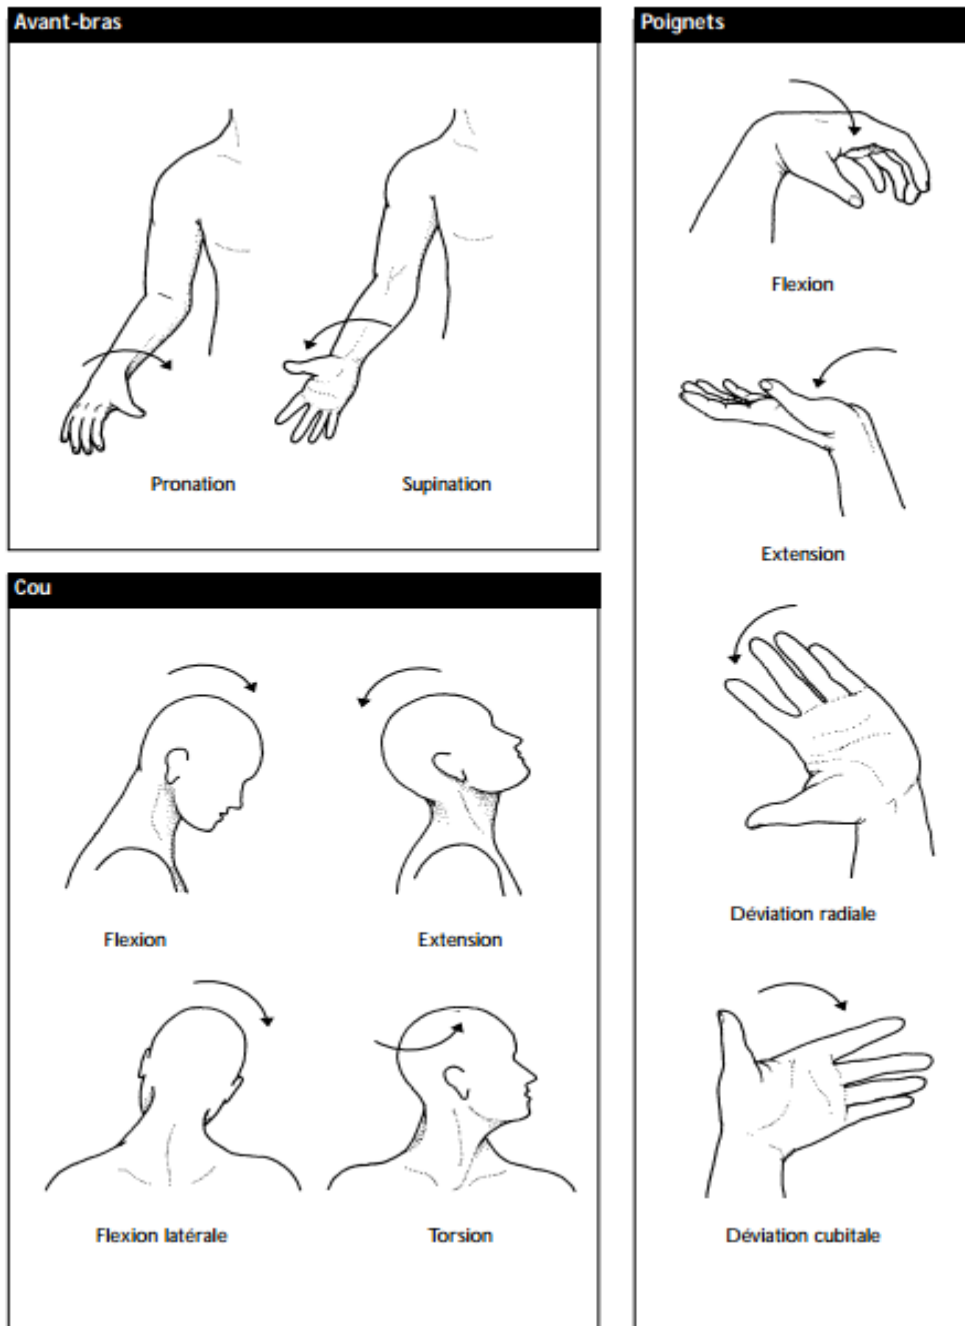 Avant-bras
Pronation
Supination
Cou
Flexion
Extension
Flexion latérale
Torsion
Poignets
Flexion
Extension
Déviation radiale
Déviation cubitale